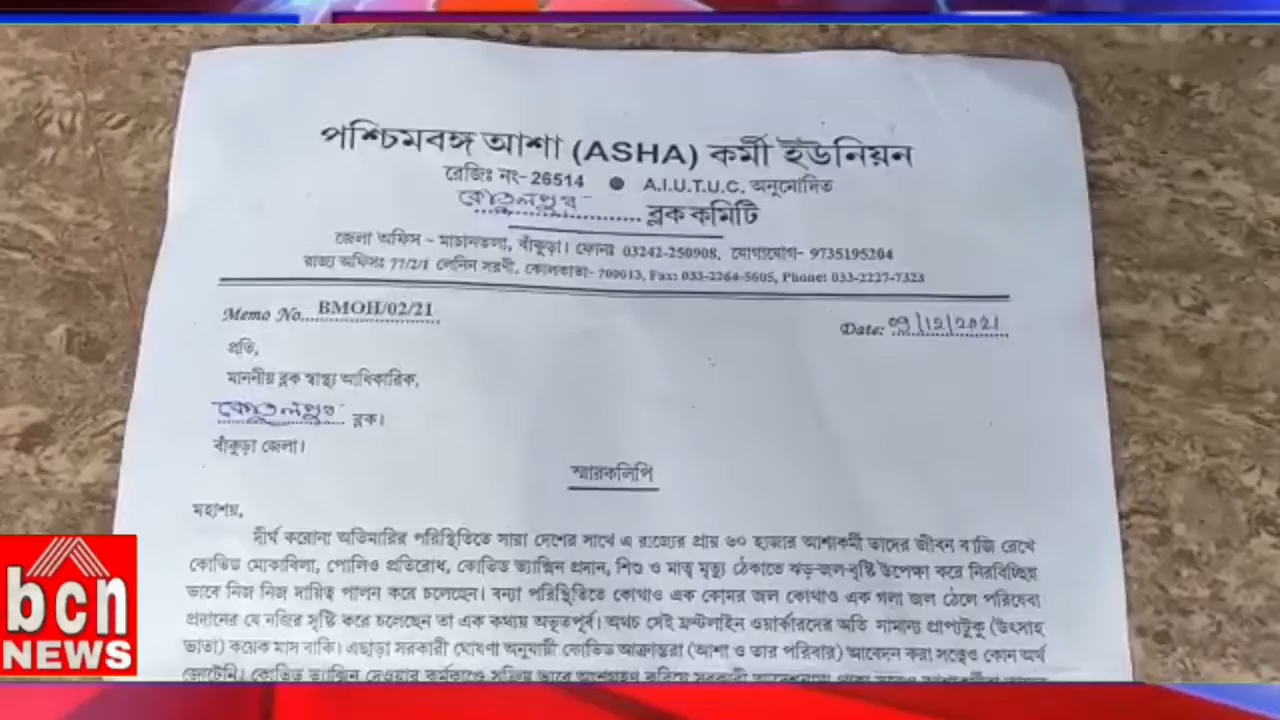 পশ্চিমবঙ্গ আশা (ASHA) কর্মী ইউনিয়ন
রেজিঃ নং- 26514 ● A.I.U.T.U.C. অনুমোদিত
কোতুলপুর ব্লক কমিটি
জেলা অফিস – মাচানতলা, বাঁকুড়া। ফোনঃ 03242-250908, যোগাযোগ- 9735195204
রাজ্য অফিসঃ 77/2/1 লেনিন সরণী, কোলকাতা- 700013, Fax: 033-2264-5605, Phone: 033-2227-7323
Memo No. BMOH/02/21
Date: 09/12/2021
প্রতি,
মাননীয় ব্লক স্বাস্থ্য আধিকারিক,
কোতুলপুর ব্লক।
বাঁকুড়া জেলা।
স্মারকলিপি
মহাশয়,
দীর্ঘ করোনা অতিমারির পরিস্থিতিতে সারা দেশের সাথে এ রাজ্যের প্রায় ৬০ হাজার আশাকর্মী তাদের জীবন বাজি রেখে
কোভিড মোকাবিলা, পোলিও প্রতিরোধ, কোভিড ভ্যাক্সিন প্রদান, শিশু ও মাতৃ মৃত্যু ঠেকাতে ঝড়-জল-বৃষ্টি উপেক্ষা করে নিরবিচ্ছিন্ন
ভাবে নিজ নিজ দায়িত্ব পালন করে চলেছেন। বন্যা পরিস্থিতিতে কোথাও এক কোমর জল কোথাও এক গলা জল ঠেলে পরিষেবা
প্রদানের যে নজির সৃষ্টি করে চলেছেন তা এক কথায় অভূতপূর্ব। অথচ সেই ফ্রন্টলাইন ওয়ার্কারদের অতি সামান্য প্রাপ্যটুকু (উৎসাহ
ভাতা) কয়েক মাস বাকি। এছাড়া সরকারী ঘোষণা অনুযায়ী কোভিড আক্রান্তরা (আশা ও তার পরিবার) আবেদন করা সত্ত্বেও কোন অর্থ
জোটেনি। কোভিড ভ্যাক্সিন দেওয়ার
bcn
NEWS